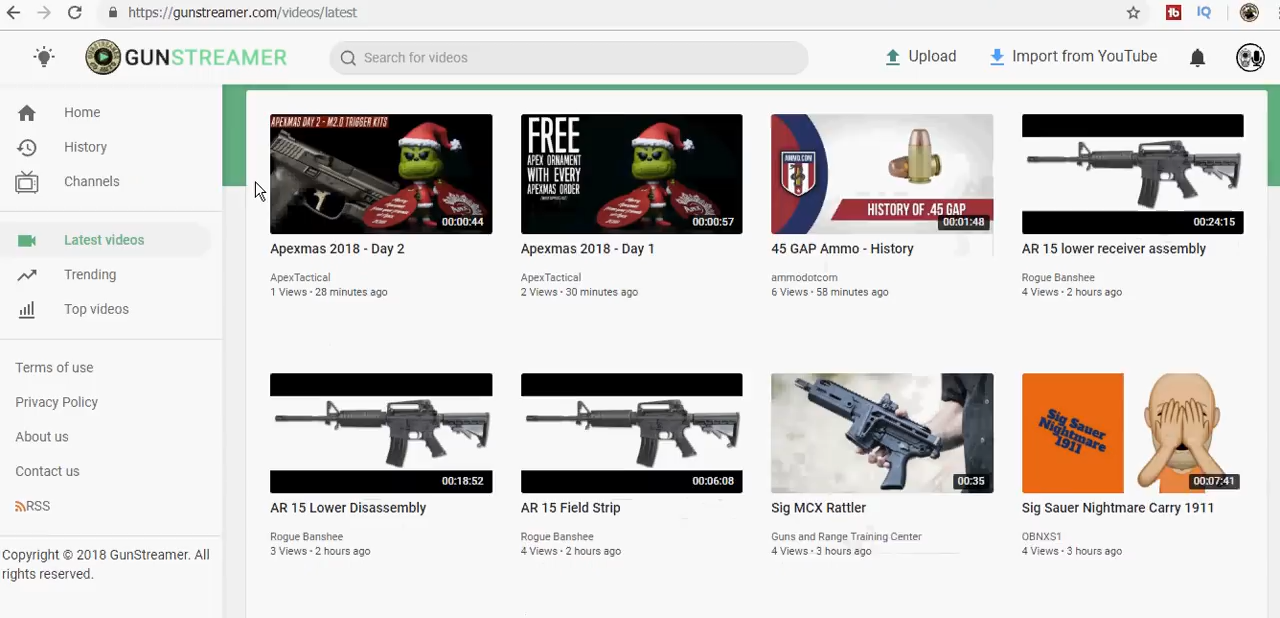 https://gunstreamer.com/videos/latest
tb
IQ
GUNSTREAMER
Search for videos
Upload
Import from YouTube
Home
History
Channels
Latest videos
Trending
Top videos
Terms of use
Privacy Policy
About us
Contact us
RSS
Copyright © 2018 GunStreamer. All
rights reserved.
APEXMAS DAY 2 - M2.0 TRIGGER KITS
00:00:44
Apexmas 2018 - Day 2
ApexTactical
1 Views · 28 minutes ago
FREE
APEX ORNAMENT
WITH EVERY
APEXMAS ORDER
00:00:57
Apexmas 2018 - Day 1
ApexTactical
2 Views · 30 minutes ago
AMMO.COM
HISTORY OF .45 GAP
00:01:48
45 GAP Ammo - History
ammodotcom
6 Views · 58 minutes ago
00:24:15
AR 15 lower receiver assembly
Rogue Banshee
4 Views · 2 hours ago
00:18:52
AR 15 Lower Disassembly
Rogue Banshee
3 Views · 2 hours ago
00:06:08
AR 15 Field Strip
Rogue Banshee
4 Views · 2 hours ago
00:35
Sig MCX Rattler
Guns and Range Training Center
4 Views · 3 hours ago
Sig Sauer
Nightmare
1911
00:07:41
Sig Sauer Nightmare Carry 1911
OBNXS1
4 Views · 3 hours ago